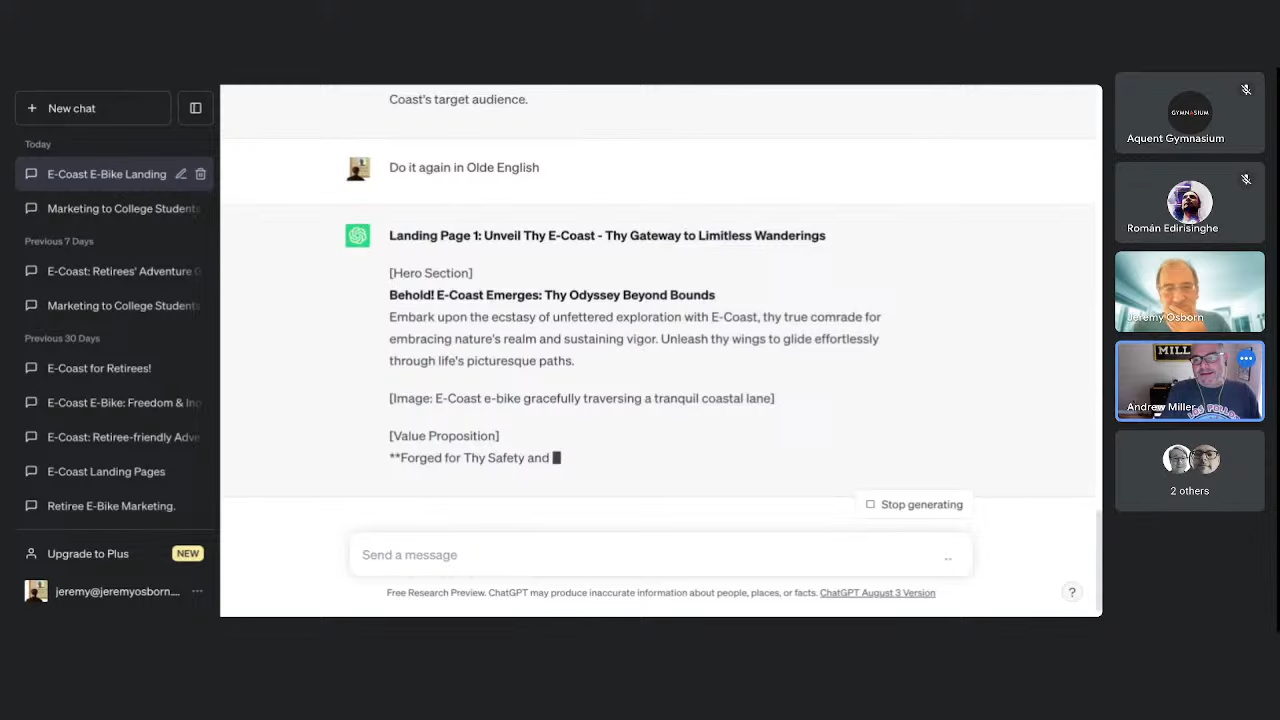 New chat
Today
E-Coast E-Bike Landing
Marketing to College Students
Previous 7 Days
E-Coast: Retirees' Adventure G
Marketing to College Students
Previous 30 Days
E-Coast for Retirees!
E-Coast E-Bike: Freedom & In
E-Coast: Retiree-friendly Adve
E-Coast Landing Pages
Retiree E-Bike Marketing.
Upgrade to Plus NEW
jeremy@jeremyosborn....
Coast's target audience.
Do it again in Olde English
Landing Page 1: Unveil Thy E-Coast - Thy Gateway to Limitless Wanderings
[Hero Section]
Behold! E-Coast Emerges: Thy Odyssey Beyond Bounds
Embark upon the ecstasy of unfettered exploration with E-Coast, thy true comrade for
embracing nature's realm and sustaining vigor. Unleash thy wings to glide effortlessly
through life's picturesque paths.
[Image: E-Coast e-bike gracefully traversing a tranquil coastal lane]
[Value Proposition]
**Forged for Thy Safety and
Stop generating
Send a message
Free Research Preview. ChatGPT may produce inaccurate information about people, places, or facts. ChatGPT August 3 Version
?
GYMNASIUM
Aquent Gymnasium
Román Edirisinghe
Jeremy Osborn
MILL
Andrew Miller
2 others